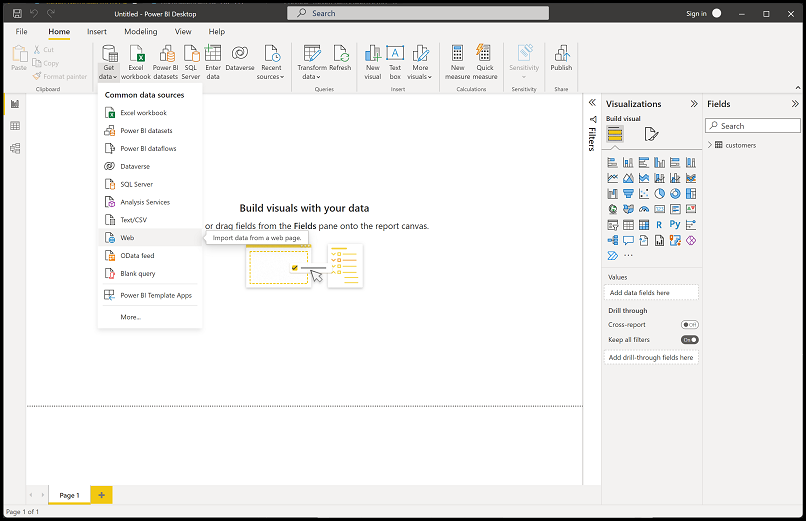 Untitled - Power BI Desktop
Search
Sign in
File
Home
Insert
Modeling
View
Help
Paste
Cut
Copy
Format painter
Clipboard
Get data
Excel workbook
Power BI datasets
SQL Server
Enter data
Dataverse
Recent sources
Transform data
Refresh
Queries
New visual
Text box
More visuals
Insert
New measure
Quick measure
Calculations
Sensitivity
Sensitivity
Publish
Share
Common data sources
Excel workbook
Power BI datasets
Power BI dataflows
Dataverse
SQL Server
Analysis Services
Text/CSV
Web
OData feed
Blank query
Power BI Template Apps
More...
Import data from a web page.
Build visuals with your data
or drag fields from the Fields pane onto the report canvas.
Filters
Visualizations
Build visual
R
Py
Values
Add data fields here
Drill through
Cross-report
Off
Keep all filters
On
Add drill-through fields here
Fields
Search
customers
Page 1
Page 1 of 1